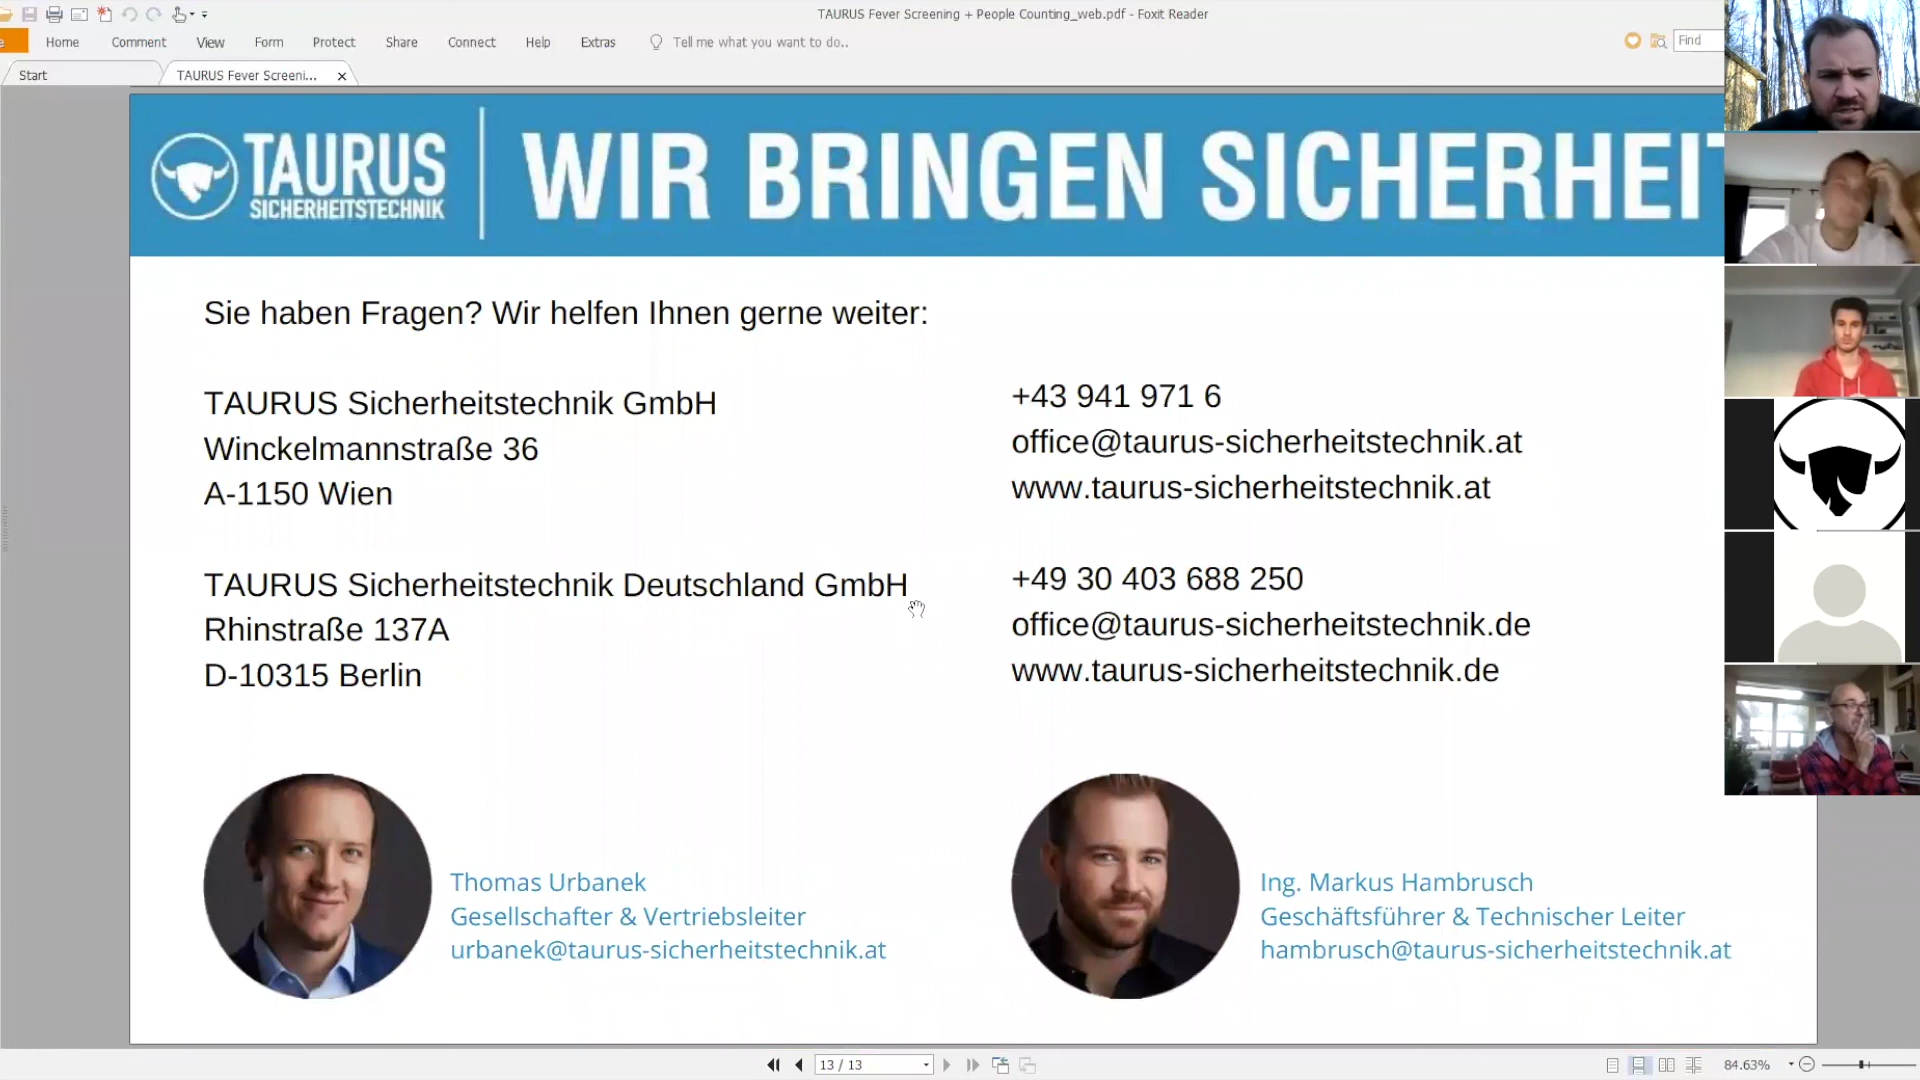 TAURUS Fever Screening + People Counting_web.pdf - Foxit Reader
Home Comment View Form Protect Share Connect Help Extras Tell me what you want to do.. Find
Start TAURUS Fever Screeni...
TAURUS
SICHERHEITSTECHNIK
WIR BRINGEN SICHERHEIT
Sie haben Fragen? Wir helfen Ihnen gerne weiter:
TAURUS Sicherheitstechnik GmbH
Winckelmannstraße 36
A-1150 Wien
+43 941 971 6
office@taurus-sicherheitstechnik.at
www.taurus-sicherheitstechnik.at
TAURUS Sicherheitstechnik Deutschland GmbH
Rhinstraße 137A
D-10315 Berlin
+49 30 403 688 250
office@taurus-sicherheitstechnik.de
www.taurus-sicherheitstechnik.de
Thomas Urbanek
Gesellschafter & Vertriebsleiter
urbanek@taurus-sicherheitstechnik.at
Ing. Markus Hambrusch
Geschäftsführer & Technischer Leiter
hambrusch@taurus-sicherheitstechnik.at
13 / 13
84.63%